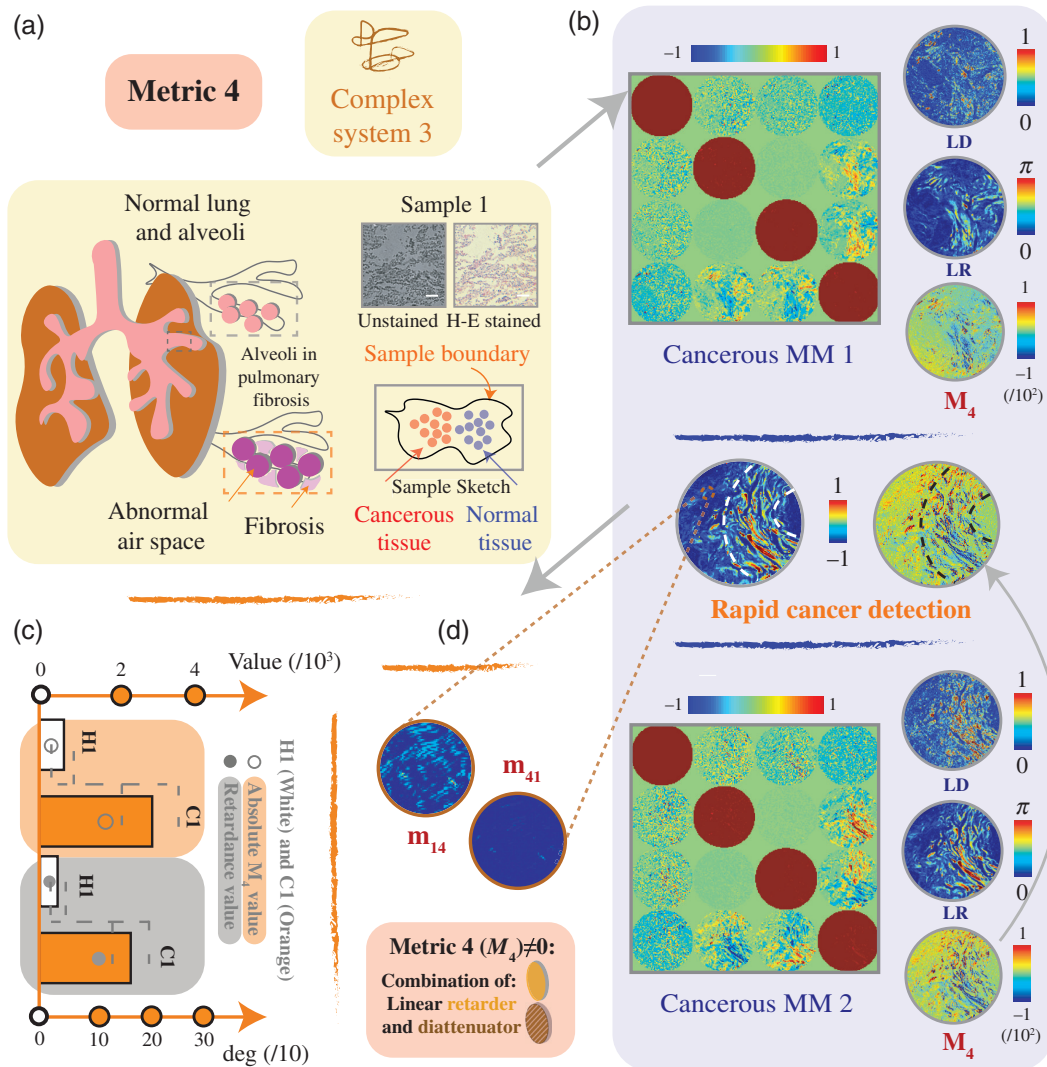 (a)
Metric 4
Complex
system 3
Normal lung
and alveoli
Alveoli in
pulmonary
fibrosis
Abnormal
air space
Fibrosis
Sample 1
Unstained
H-E stained
Sample boundary
Sample Sketch
Cancerous
tissue
Normal
tissue
(b)
−1
1
1
0
LD
π
0
LR
1
−1
(/10²)
M₄
Cancerous MM 1
1
−1
Rapid cancer detection
−1
1
1
0
LD
π
0
LR
1
−1
(/10²)
M₄
Cancerous MM 2
(c)
0
2
4
Value (/10³)
H1
C1
H1
C1
H1 (White) and C1 (Orange)
Absolute M₄ value
Retardance value
0
10
20
30
deg (/10)
(d)
m₁₄
m₄₁
Metric 4 (M₄)≠0:
Combination of:
Linear retarder
and diattenuator